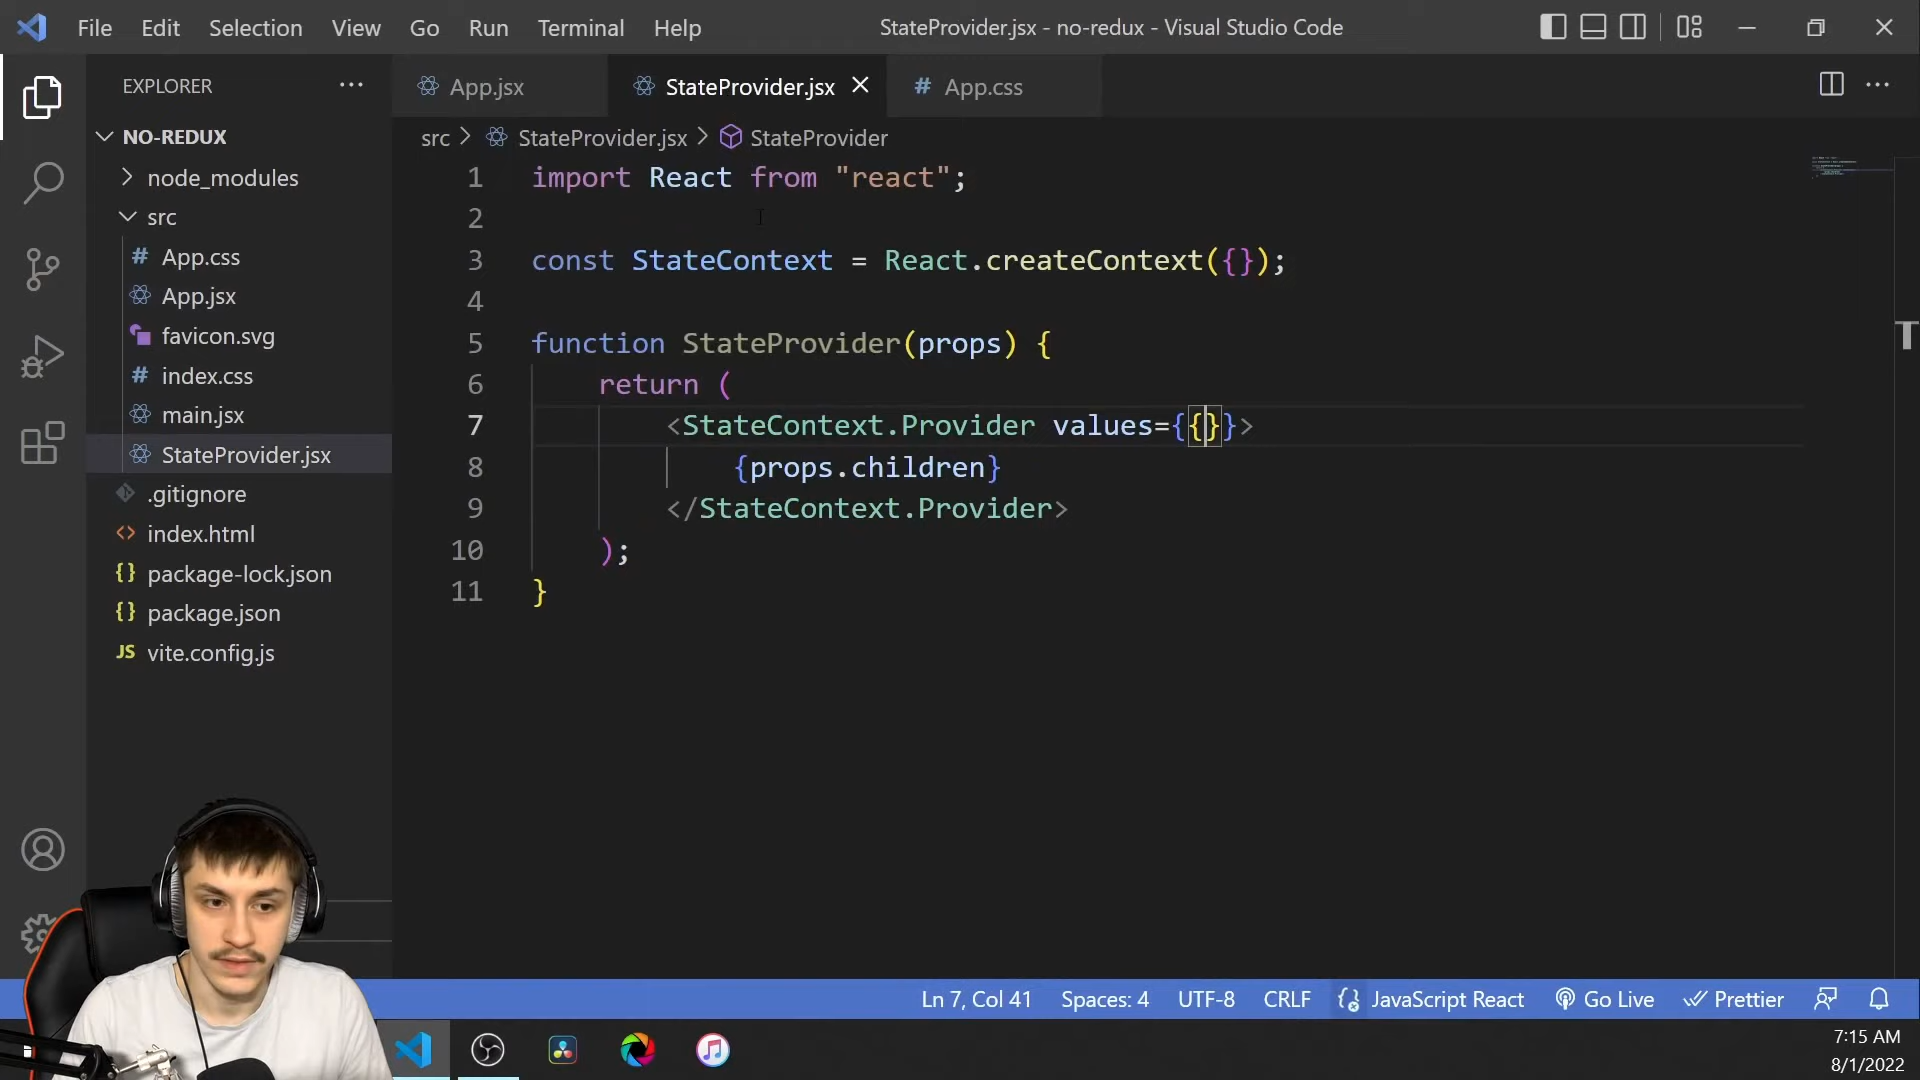 File Edit Selection View Go Run Terminal Help
StateProvider.jsx - no-redux - Visual Studio Code
EXPLORER
NO-REDUX
node_modules
src
# App.css
App.jsx
favicon.svg
# index.css
main.jsx
StateProvider.jsx
.gitignore
<> index.html
{} package-lock.json
{} package.json
JS vite.config.js
App.jsx
StateProvider.jsx
# App.css
src > StateProvider.jsx > StateProvider
1 import React from "react";
2
3 const StateContext = React.createContext({});
4
5 function StateProvider(props) {
6 return (
7 <StateContext.Provider values={{}}>
8 {props.children}
9 </StateContext.Provider>
10 );
11 }
Ln 7, Col 41 Spaces: 4 UTF-8 CRLF JavaScript React Go Live Prettier
7:15 AM
8/1/2022